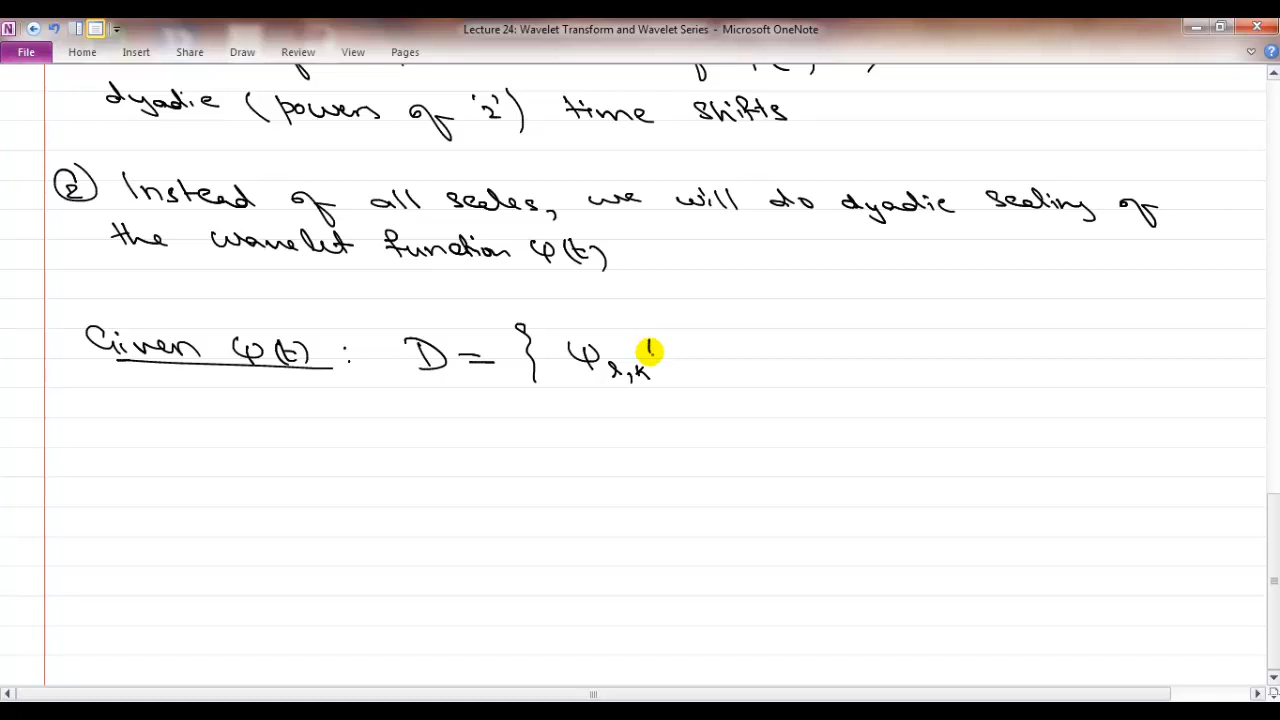 Lecture 24: Wavelet Transform and Wavelet Series - Microsoft OneNote
File Home Insert Share Draw Review View Pages
dyadic (powers of '2') time shifts
② Instead of all scales, we will do dyadic scaling of
the wavelet function φ(t)
Given φ(t) : D = { φ